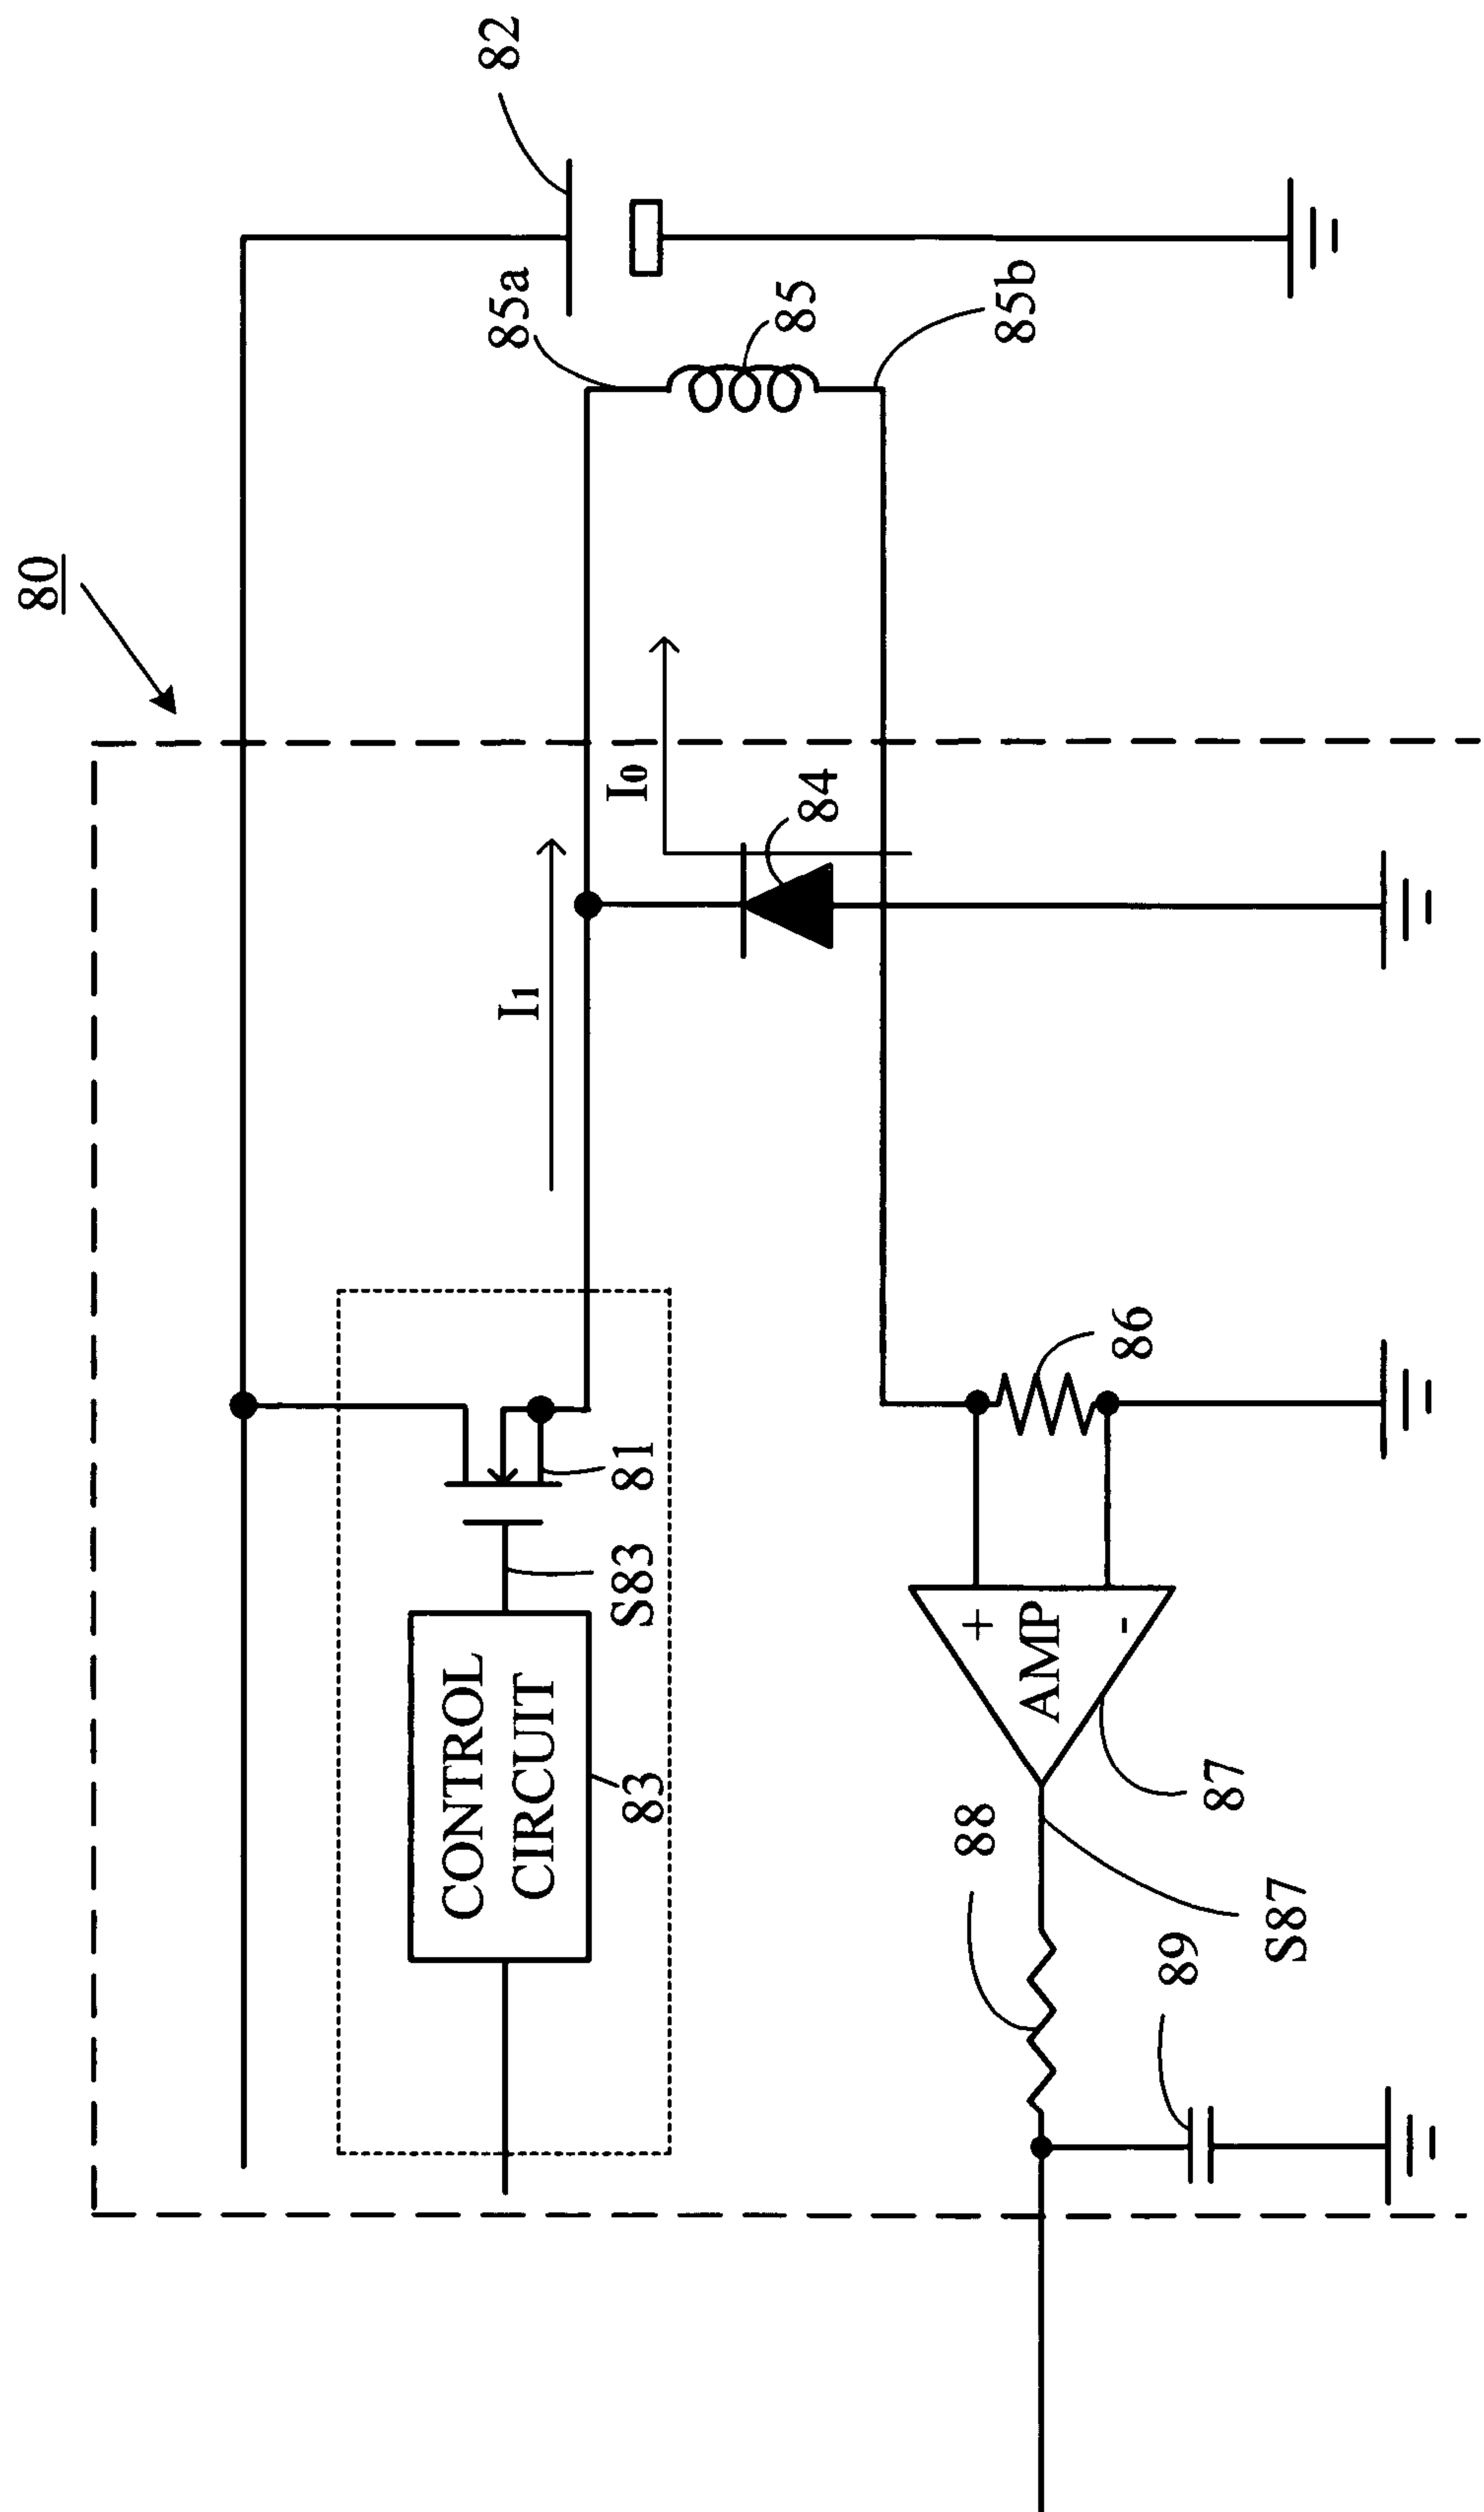 80
82
85a
85
85b
I0
84
I1
86
81
S83
CONTROL
CIRCUIT
83
+
AMP
-
87
88
S87
89